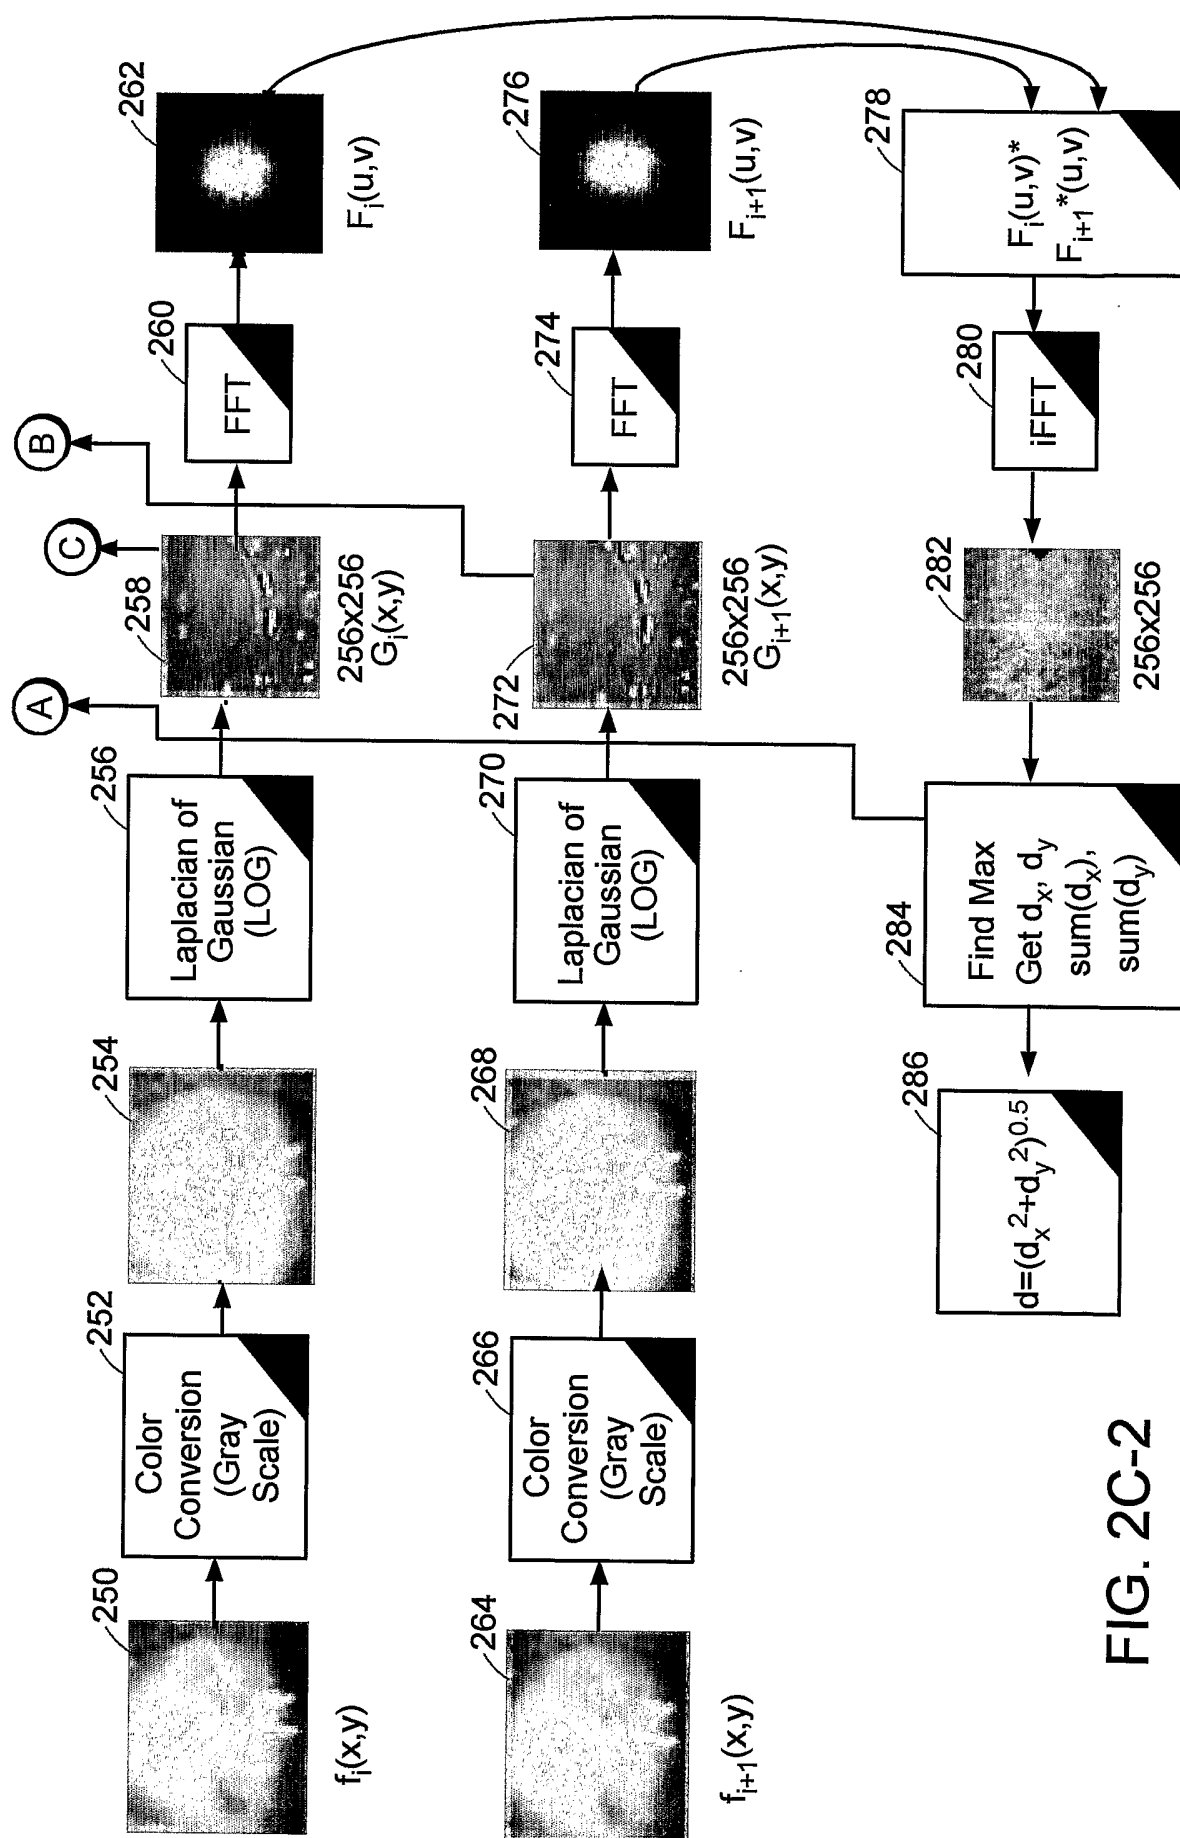 250
f_i(x,y)
252
Color
Conversion
(Gray
Scale)
254
256
Laplacian of
Gaussian
(LOG)
A
258
C
256x256
G_i(x,y)
B
260
FFT
262
F_i(u,v)
264
f_{i+1}(x,y)
266
Color
Conversion
(Gray
Scale)
268
270
Laplacian of
Gaussian
(LOG)
272
256x256
G_{i+1}(x,y)
274
FFT
276
F_{i+1}(u,v)
278
F_i(u,v)*
F_{i+1}*(u,v)
280
iFFT
282
256x256
284
Find Max
Get d_x, d_y
sum(d_x),
sum(d_y)
286
d=(d_x^2+d_y^2)^0.5
FIG. 2C-2